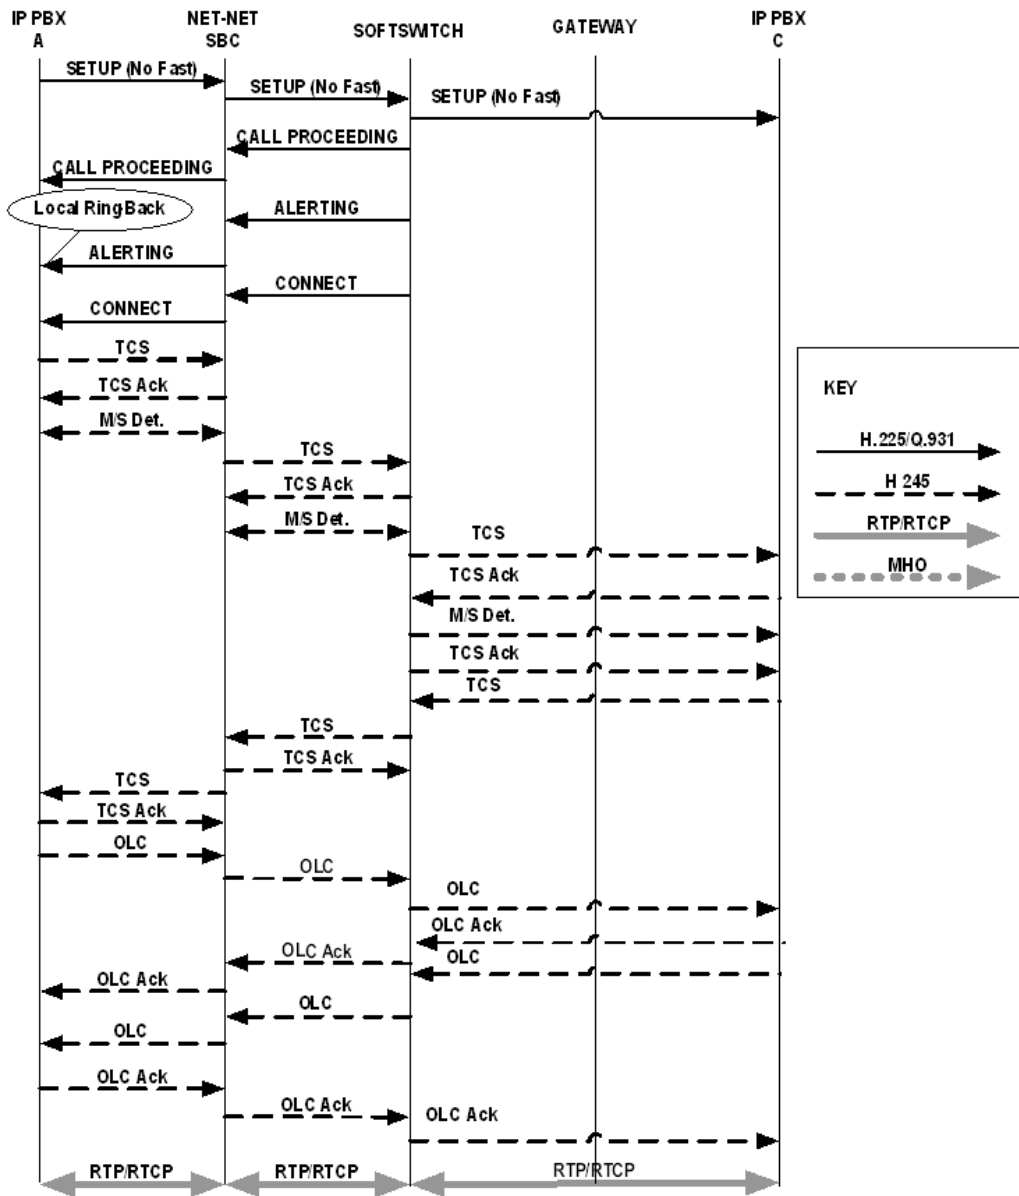 IP PBX
A
NET-NET
SBC
SOFTSWITCH
GATEWAY
IP PBX
C
SETUP (No Fast)
SETUP (No Fast)
SETUP (No Fast)
CALL PROCEEDING
CALL PROCEEDING
Local Ring-Back
ALERTING
ALERTING
CONNECT
CONNECT
TCS
TCS Ack
M/S Det.
TCS
TCS Ack
M/S Det.
TCS
TCS Ack
M/S Det.
TCS Ack
TCS
TCS
TCS Ack
TCS
TCS Ack
OLC
OLC
OLC
OLC Ack
OLC Ack
OLC
OLC Ack
OLC
OLC
OLC Ack
OLC Ack
OLC Ack
RTP/RTCP
RTP/RTCP
RTP/RTCP
KEY
H.225/Q.931
H 245
RTP/RTCP
MHO